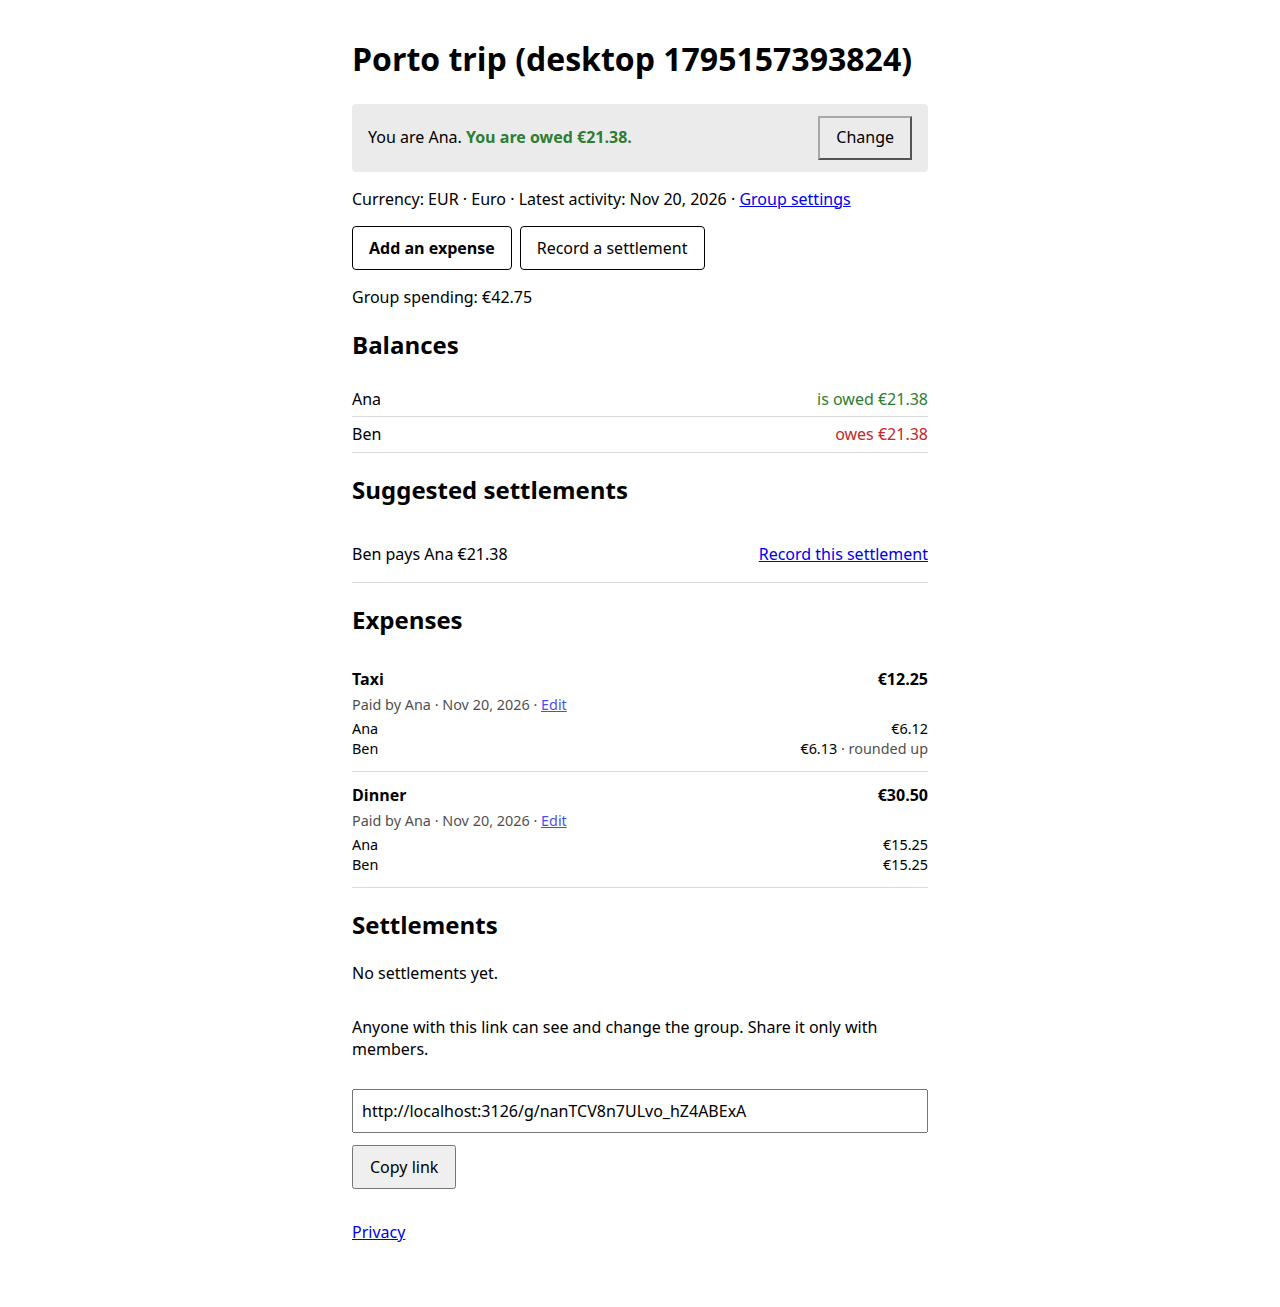 Porto trip (desktop 1795157393824)
You are Ana. You are owed €21.38.
Change
Currency: EUR · Euro · Latest activity: Nov 20, 2026 · Group settings
Add an expense
Record a settlement
Group spending: €42.75
Balances
Ana is owed €21.38
Ben owes €21.38
Suggested settlements
Ben pays Ana €21.38 Record this settlement
Expenses
Taxi €12.25
Paid by Ana · Nov 20, 2026 · Edit
Ana €6.12
Ben €6.13 · rounded up
Dinner €30.50
Paid by Ana · Nov 20, 2026 · Edit
Ana €15.25
Ben €15.25
Settlements
No settlements yet.
Anyone with this link can see and change the group. Share it only with
members.
http://localhost:3126/g/nanTCV8n7ULvo_hZ4ABExA
Copy link
Privacy